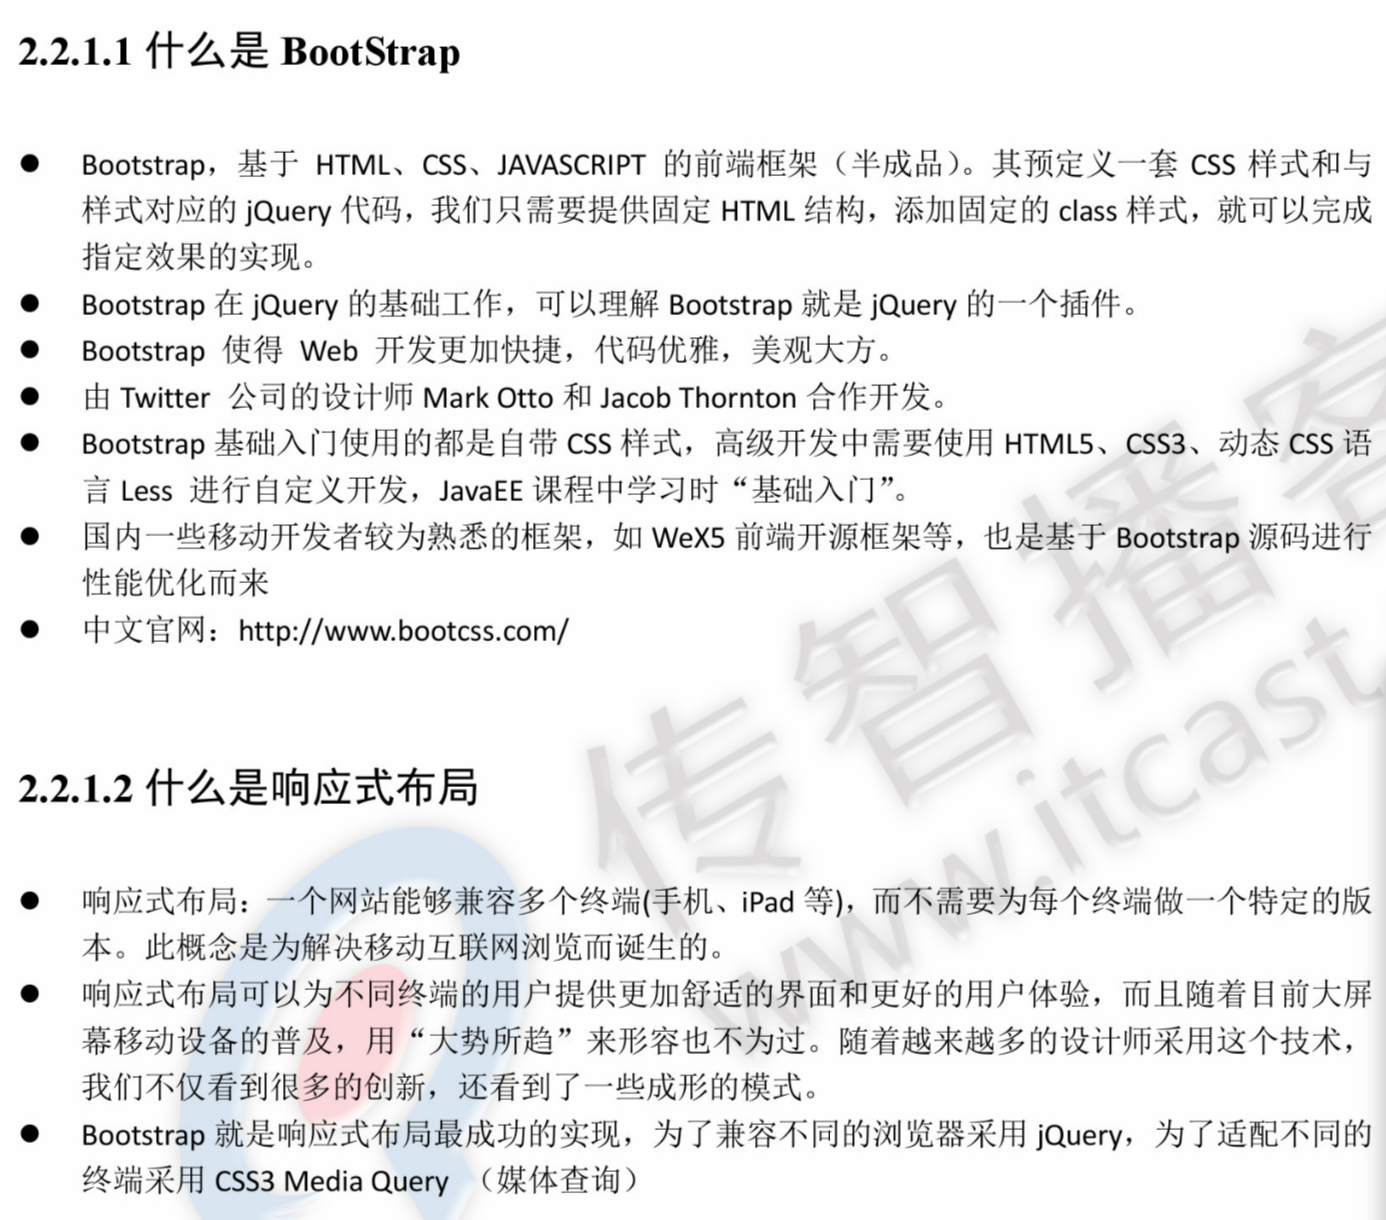 2.2.1.1 什么是 BootStrap
● Bootstrap，基于 HTML、CSS、JAVASCRIPT 的前端框架（半成品）。其预定义一套 CSS 样式和与
样式对应的 jQuery 代码，我们只需要提供固定 HTML 结构，添加固定的 class 样式，就可以完成
指定效果的实现。
● Bootstrap 在 jQuery 的基础工作，可以理解 Bootstrap 就是 jQuery 的一个插件。
● Bootstrap 使得 Web 开发更加快捷，代码优雅，美观大方。
● 由 Twitter 公司的设计师 Mark Otto 和 Jacob Thornton 合作开发。
● Bootstrap 基础入门使用的都是自带 CSS 样式，高级开发中需要使用 HTML5、CSS3、动态 CSS 语
言 Less 进行自定义开发，JavaEE 课程中学习时“基础入门”。
● 国内一些移动开发者较为熟悉的框架，如 WeX5 前端开源框架等，也是基于 Bootstrap 源码进行
性能优化而来
● 中文官网：http://www.bootcss.com/
2.2.1.2 什么是响应式布局
● 响应式布局：一个网站能够兼容多个终端(手机、iPad 等)，而不需要为每个终端做一个特定的版
本。此概念是为解决移动互联网浏览而诞生的。
● 响应式布局可以为不同终端的用户提供更加舒适的界面和更好的用户体验，而且随着目前大屏
幕移动设备的普及，用“大势所趋”来形容也不为过。随着越来越多的设计师采用这个技术，
我们不仅看到很多的创新，还看到了一些成形的模式。
● Bootstrap 就是响应式布局最成功的实现，为了兼容不同的浏览器采用 jQuery，为了适配不同的
终端采用 CSS3 Media Query （媒体查询）
传智播客
www.itcast